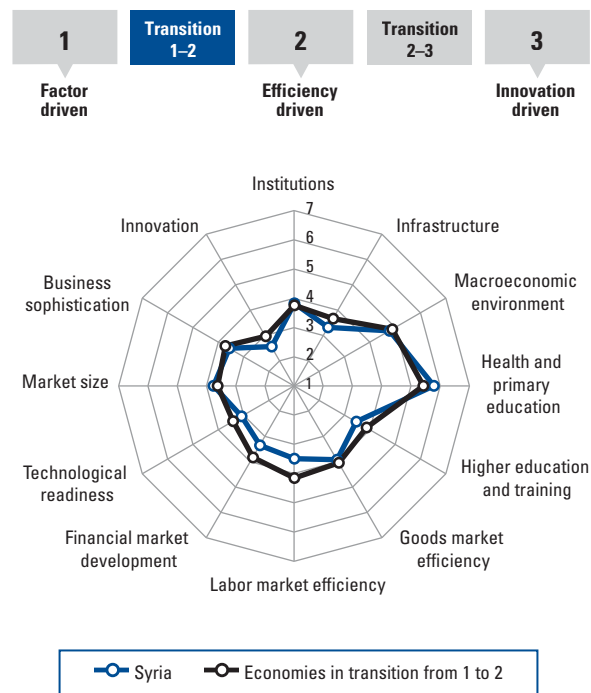 1
Transition
1–2
2
Transition
2–3
3
Factor
driven
Efficiency
driven
Innovation
driven
Institutions
7
6
5
4
3
2
1
Infrastructure
Macroeconomic
environment
Health and
primary
education
Higher education
and training
Goods market
efficiency
Labor market efficiency
Financial market
development
Technological
readiness
Market size
Business
sophistication
Innovation
Syria
Economies in transition from 1 to 2